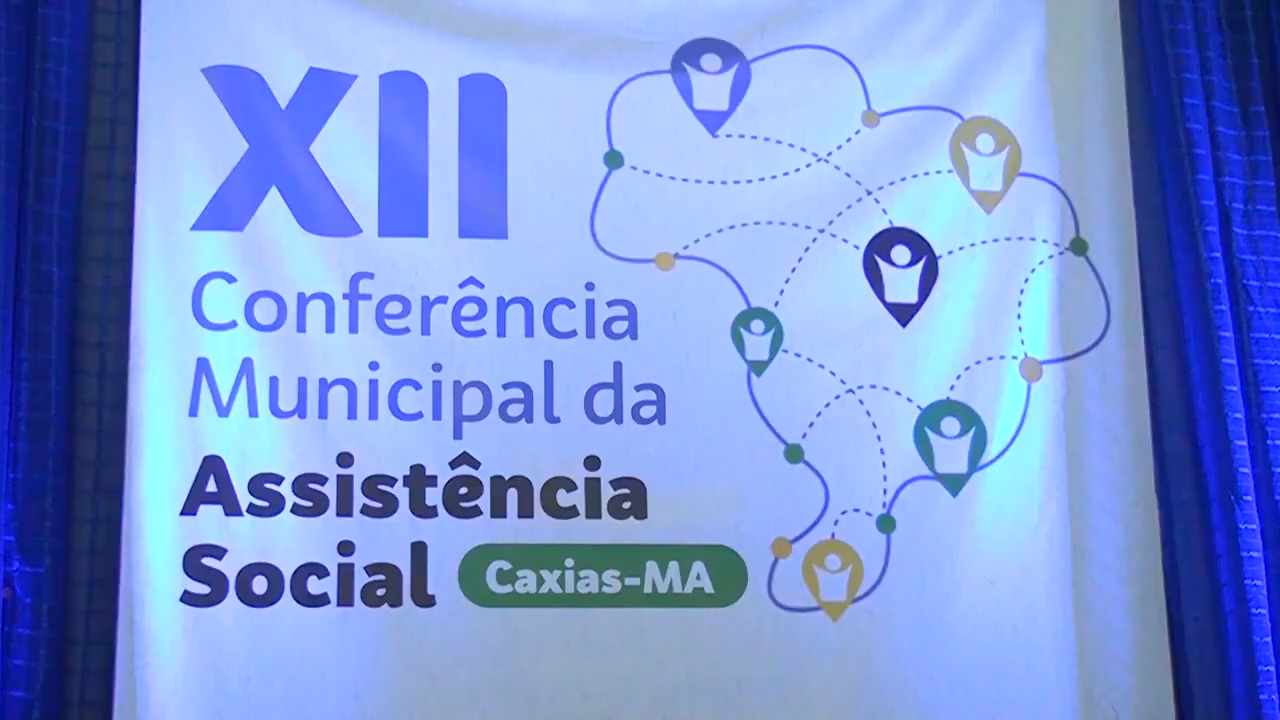 XII
Conferência
Municipal da
Assistência
Social Caxias-MA